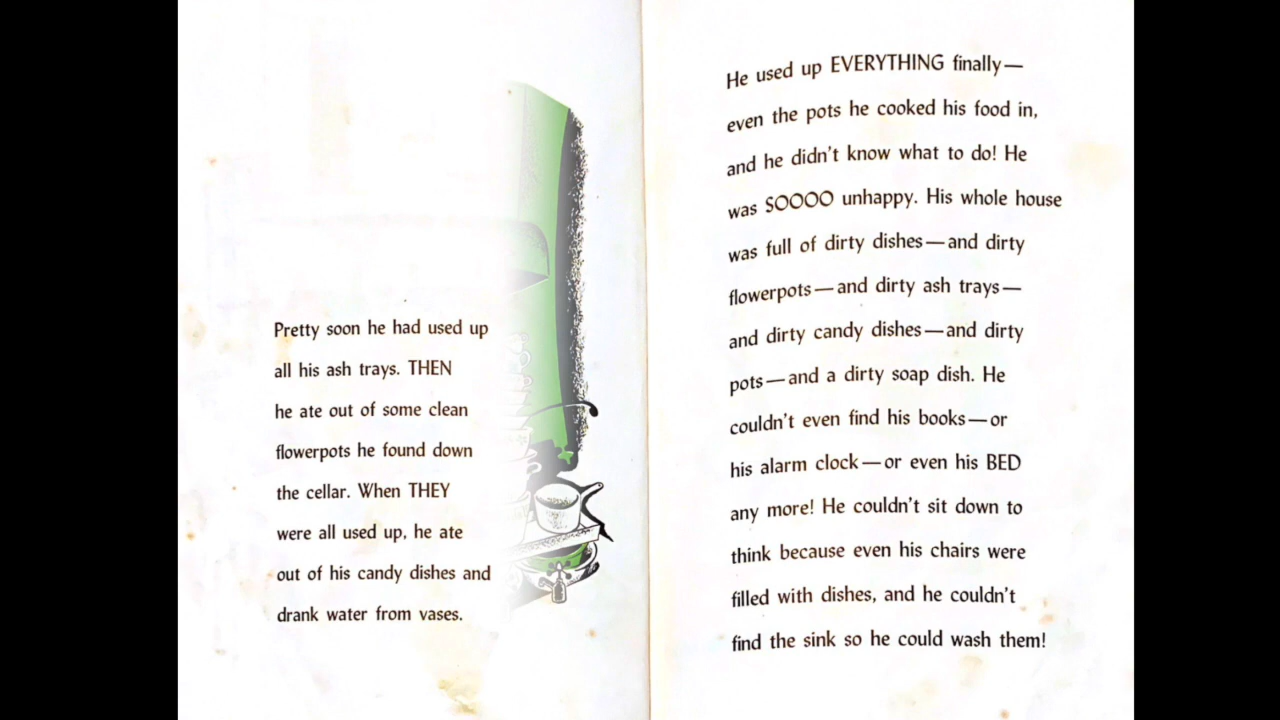 Pretty soon he had used up
all his ash trays. THEN
he ate out of some clean
flowerpots he found down
the cellar. When THEY
were all used up, he ate
out of his candy dishes and
drank water from vases.
He used up EVERYTHING finally—
even the pots he cooked his food in,
and he didn't know what to do! He
was SOOOO unhappy. His whole house
was full of dirty dishes—and dirty
flowerpots—and dirty ash trays—
and dirty candy dishes—and dirty
pots—and a dirty soap dish. He
couldn't even find his books—or
his alarm clock—or even his BED
any more! He couldn't sit down to
think because even his chairs were
filled with dishes, and he couldn't
find the sink so he could wash them!